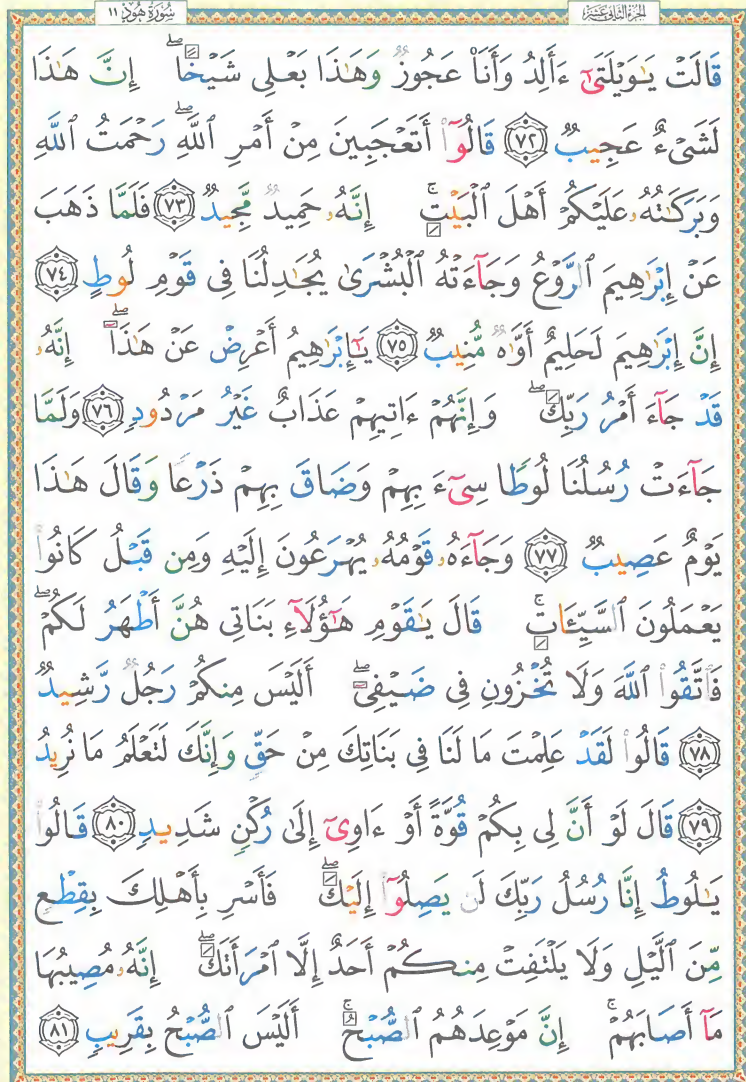 الجزء الثاني عشر
سُورَةُ هُودٍ ١١
قَالَتْ يَـٰوَيْلَتَىٰٓ ءَأَلِدُ وَأَنَا۠ عَجُوزٌ وَهَـٰذَا بَعْلِى شَيْخًا ۖ إِنَّ هَـٰذَا
لَشَىْءٌ عَجِيبٌ ﴿٧٢﴾ قَالُوٓا۟ أَتَعْجَبِينَ مِنْ أَمْرِ ٱللَّهِ ۖ رَحْمَتُ ٱللَّهِ
وَبَرَكَـٰتُهُۥ عَلَيْكُمْ أَهْلَ ٱلْبَيْتِ ۚ إِنَّهُۥ حَمِيدٌ مَّجِيدٌ ﴿٧٣﴾ فَلَمَّا ذَهَبَ
عَنْ إِبْرَٰهِيمَ ٱلرَّوْعُ وَجَآءَتْهُ ٱلْبُشْرَىٰ يُجَـٰدِلُنَا فِى قَوْمِ لُوطٍ ﴿٧٤﴾
إِنَّ إِبْرَٰهِيمَ لَحَلِيمٌ أَوَّٰهٌ مُّنِيبٌ ﴿٧٥﴾ يَـٰٓإِبْرَٰهِيمُ أَعْرِضْ عَنْ هَـٰذَآ ۖ إِنَّهُۥ
قَدْ جَآءَ أَمْرُ رَبِّكَ ۖ وَإِنَّهُمْ ءَاتِيهِمْ عَذَابٌ غَيْرُ مَرْدُودٍ ﴿٧٦﴾ وَلَمَّا
جَآءَتْ رُسُلُنَا لُوطًا سِىٓءَ بِهِمْ وَضَاقَ بِهِمْ ذَرْعًا وَقَالَ هَـٰذَا
يَوْمٌ عَصِيبٌ ﴿٧٧﴾ وَجَآءَهُۥ قَوْمُهُۥ يُهْرَعُونَ إِلَيْهِ وَمِن قَبْلُ كَانُوا۟
يَعْمَلُونَ ٱلسَّيِّـَٔاتِ ۚ قَالَ يَـٰقَوْمِ هَـٰٓؤُلَآءِ بَنَاتِى هُنَّ أَطْهَرُ لَكُمْ ۖ
فَٱتَّقُوا۟ ٱللَّهَ وَلَا تُخْزُونِ فِى ضَيْفِىٓ ۖ أَلَيْسَ مِنكُمْ رَجُلٌ رَّشِيدٌ
﴿٧٨﴾ قَالُوا۟ لَقَدْ عَلِمْتَ مَا لَنَا فِى بَنَاتِكَ مِنْ حَقٍّ وَإِنَّكَ لَتَعْلَمُ مَا نُرِيدُ
﴿٧٩﴾ قَالَ لَوْ أَنَّ لِى بِكُمْ قُوَّةً أَوْ ءَاوِىٓ إِلَىٰ رُكْنٍ شَدِيدٍ ﴿٨٠﴾ قَالُوا۟
يَـٰلُوطُ إِنَّا رُسُلُ رَبِّكَ لَن يَصِلُوٓا۟ إِلَيْكَ ۖ فَأَسْرِ بِأَهْلِكَ بِقِطْعٍ
مِّنَ ٱلَّيْلِ وَلَا يَلْتَفِتْ مِنكُمْ أَحَدٌ إِلَّا ٱمْرَأَتَكَ ۖ إِنَّهُۥ مُصِيبُهَا
مَآ أَصَابَهُمْ ۚ إِنَّ مَوْعِدَهُمُ ٱلصُّبْحُ ۚ أَلَيْسَ ٱلصُّبْحُ بِقَرِيبٍ ﴿٨١﴾